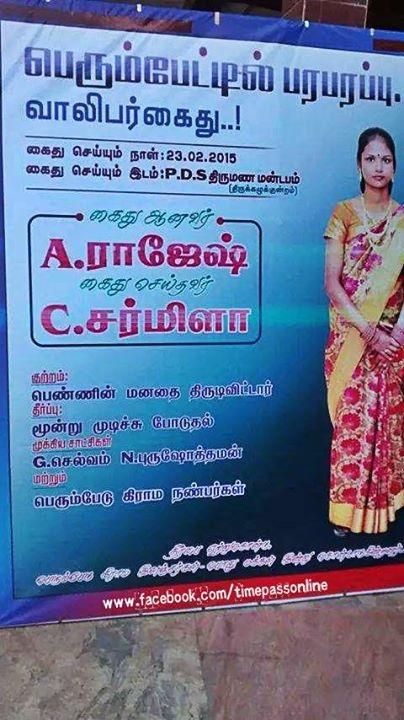 பெரும்பேட்டில் பரபரப்பு.
வாலிபர்கைது..!
கைது செய்யும் நாள்:23.02.2015
கைது செய்யும் இடம்:P.D.S திருமண மன்டபம்
(திருக்கழுக்குன்றம்)
கைது ஆனவர்
A.ராஜேஷ்
கைது செய்தவர்
C.சர்மிளா
குற்றம்:
பெண்ணின் மனதை திருடிவிட்டார்
தீர்ப்பு:
மூன்று முடிச்சு போடுதல்
முக்கிய சாட்சிகள்
G.செல்வம் N.புருஷோத்தமன்
மற்றும்
பெரும்பேடு கிராம நண்பர்கள்
www.facebook.com/timepassonline